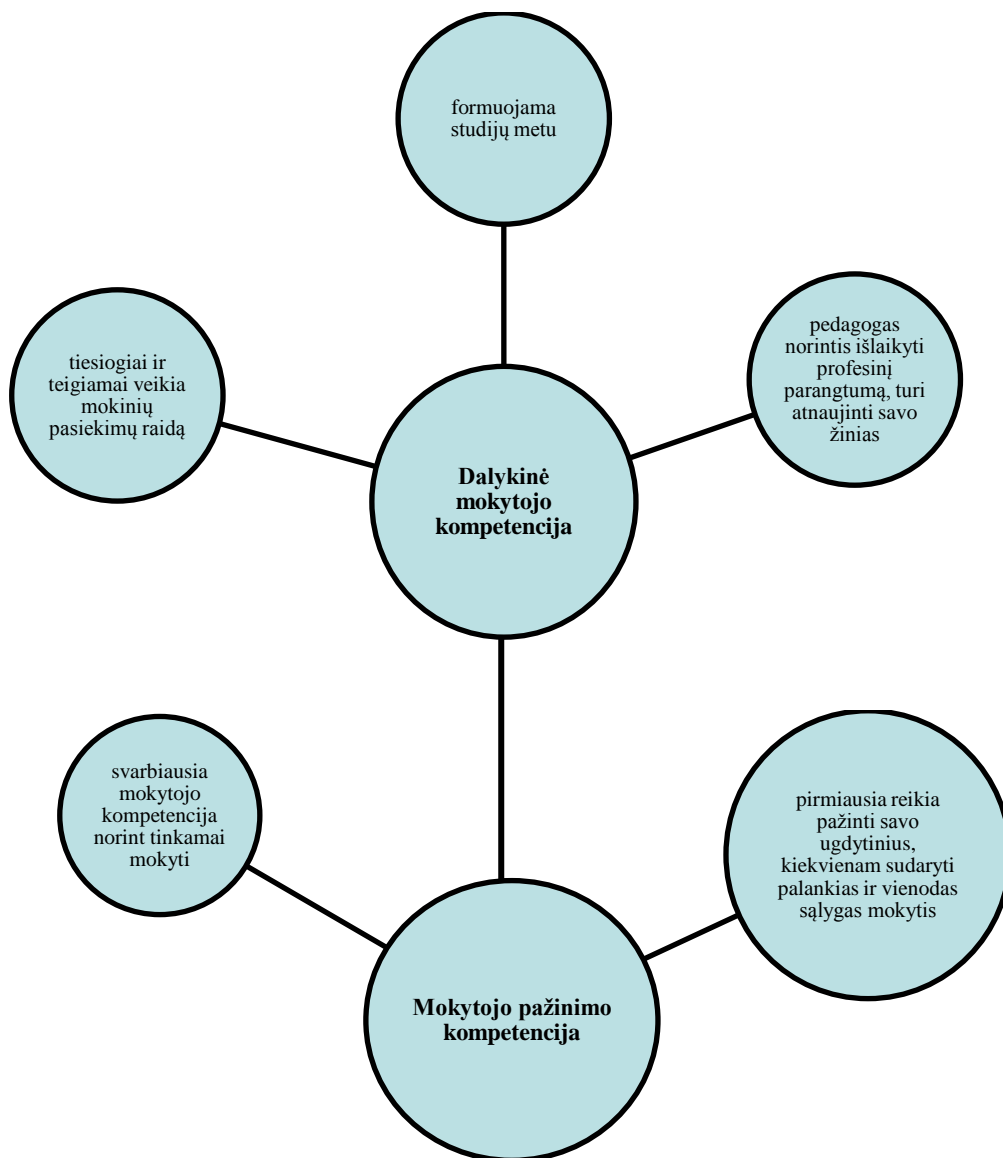 formuojama
studijų metu
tiesiogiai ir
teigiamai veikia
mokinių
pasiekimų raidą
pedagogas
norintis išlaikyti
profesinį
parangtumą, turi
atnaujinti savo
žinias
Dalykinė
mokytojo
kompetencija
svarbiausia
mokytojo
kompetencija
norint tinkamai
mokyti
pirmiausia reikia
pažinti savo
ugdytinius,
kiekvienam sudaryti
palankias ir vienodas
sąlygas mokytis
Mokytojo pažinimo
kompetencija